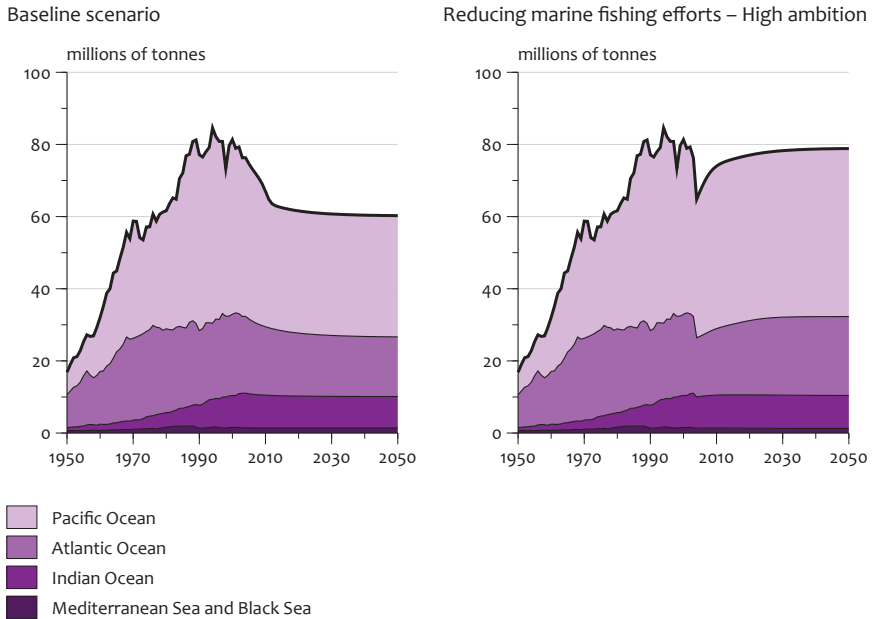 Baseline scenario
Reducing marine fishing efforts – High ambition
millions of tonnes
100
80
60
40
20
0
1950 1970 1990 2010 2030 2050
millions of tonnes
100
80
60
40
20
0
1950 1970 1990 2010 2030 2050
Pacific Ocean
Atlantic Ocean
Indian Ocean
Mediterranean Sea and Black Sea